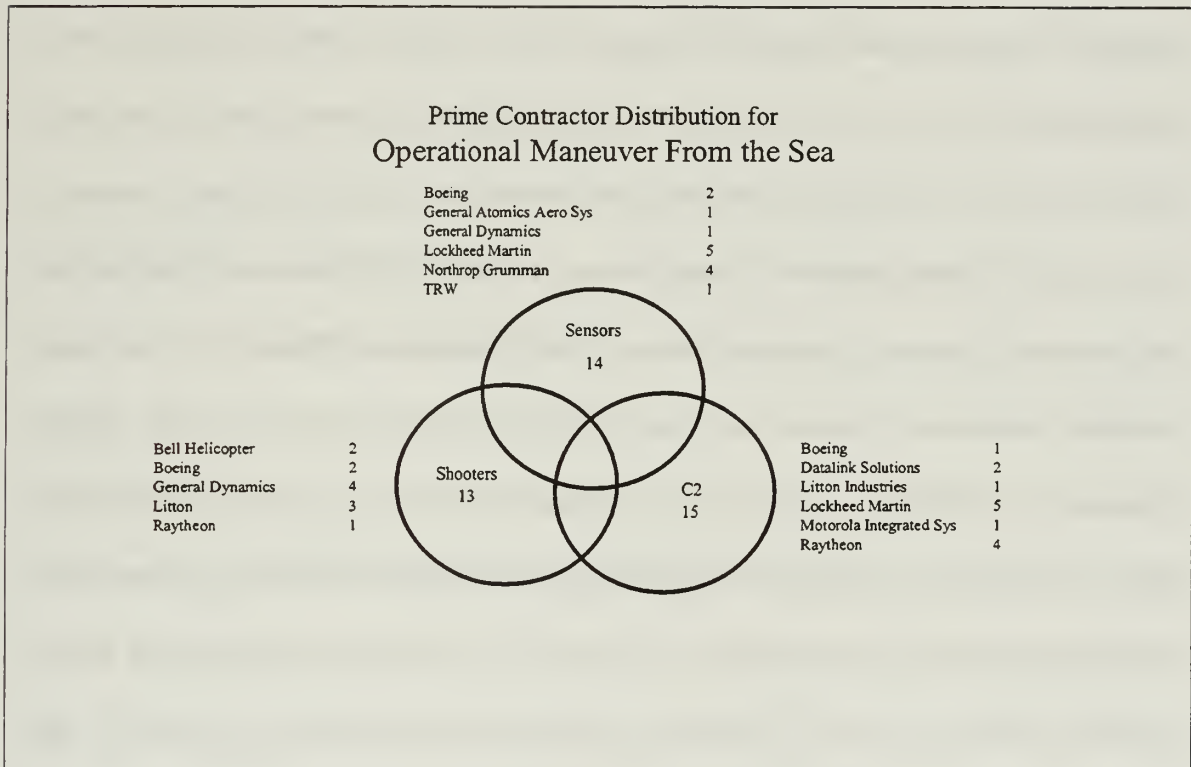 Prime Contractor Distribution for
Operational Maneuver From the Sea
Boeing 2
General Atomics Aero Sys 1
General Dynamics 1
Lockheed Martin 5
Northrop Grumman 4
TRW 1
Sensors
14
Bell Helicopter 2
Boeing 2
General Dynamics 4
Litton 3
Raytheon 1
Shooters
13
C2
15
Boeing 1
Datalink Solutions 2
Litton Industries 1
Lockheed Martin 5
Motorola Integrated Sys 1
Raytheon 4